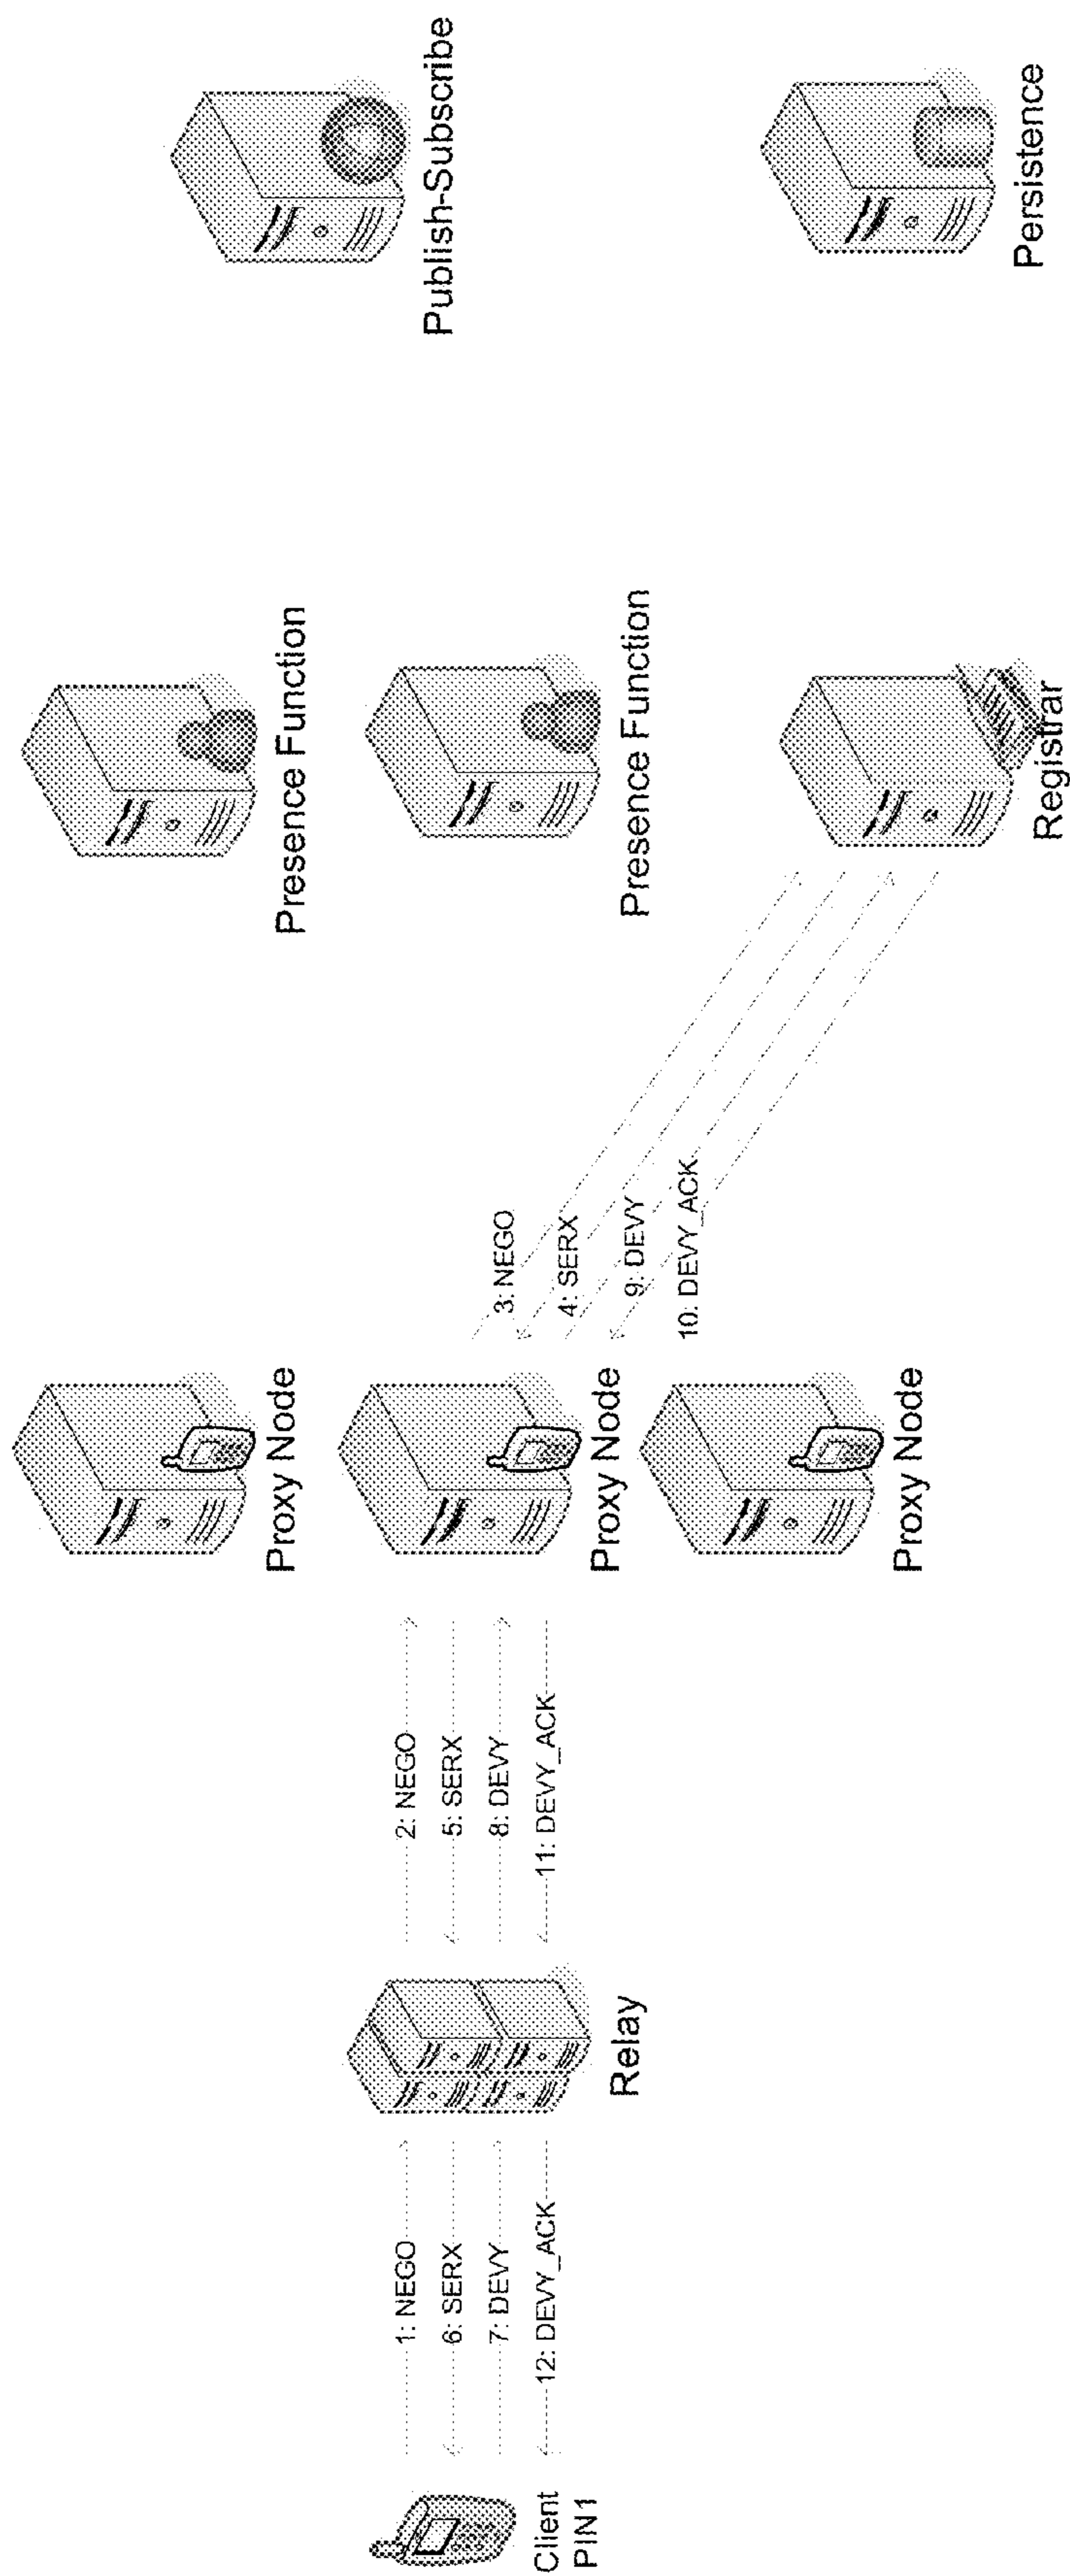 Client
PIN1
1: NEGO
6: SERX
7: DEVY
12: DEVY_ACK
Relay
2: NEGO
5: SERX
8: DEVY
11: DEVY_ACK
Proxy Node
Proxy Node
Proxy Node
3: NEGO
4: SERX
9: DEVY
10: DEVY_ACK
Presence Function
Presence Function
Registrar
Publish-Subscribe
Persistence